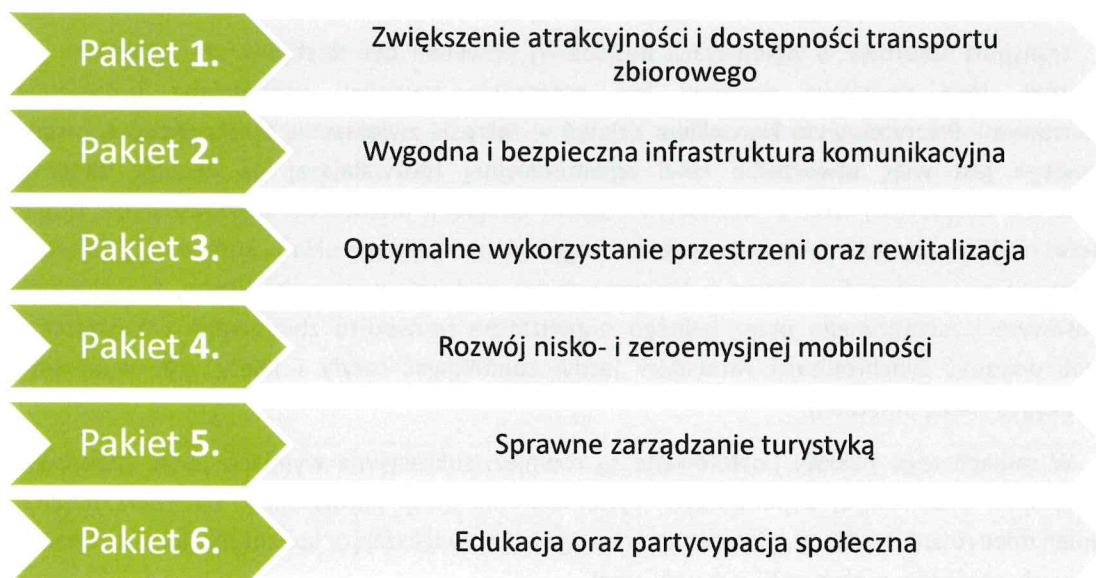 Pakiet 1.
Zwiększenie atrakcyjności i dostępności transportu
zbiorowego
Pakiet 2.
Wygodna i bezpieczna infrastruktura komunikacyjna
Pakiet 3.
Optymalne wykorzystanie przestrzeni oraz rewitalizacja
Pakiet 4.
Rozwój nisko- i zeroemysjnej mobilności
Pakiet 5.
Sprawne zarządzanie turystyką
Pakiet 6.
Edukacja oraz partycypacja społeczna